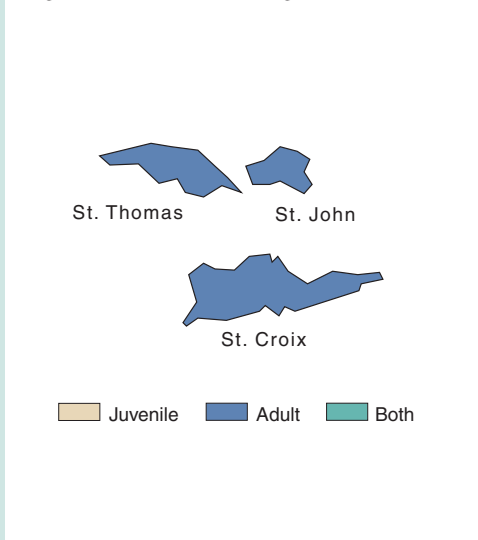 St. Thomas
St. John
St. Croix
Juvenile
Adult
Both